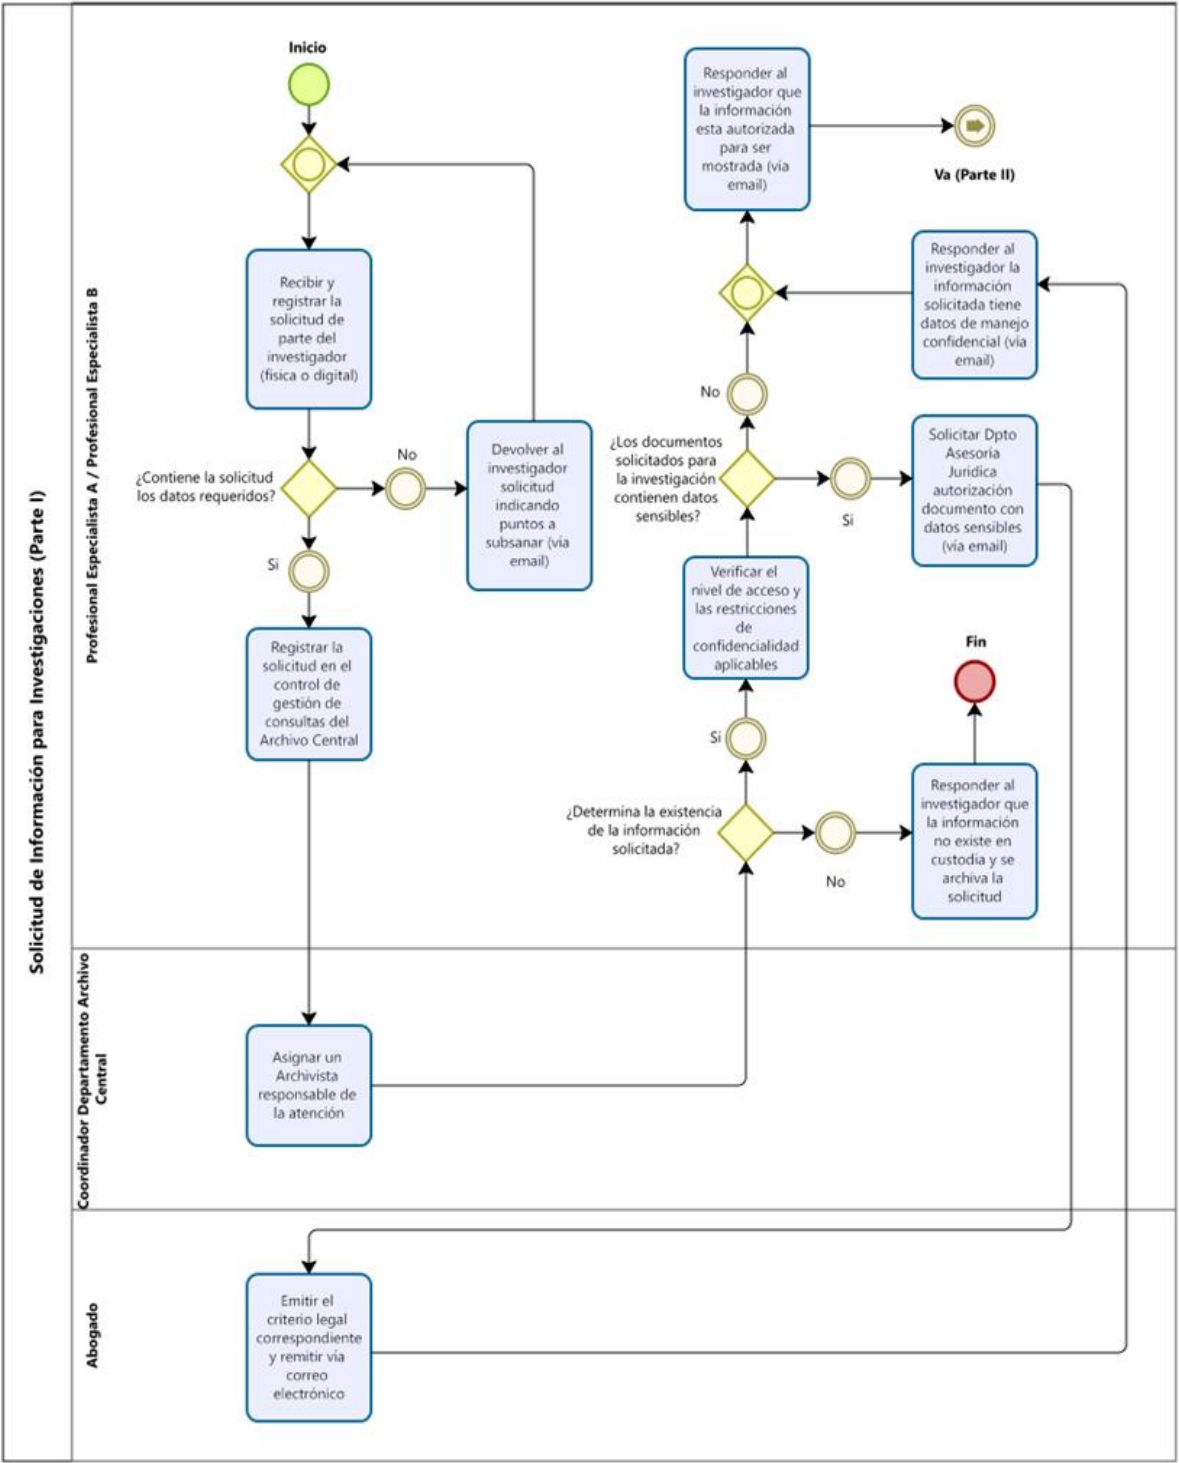 Solicitud de Información para Investigaciones (Parte I)
Profesional Especialista A / Profesional Especialista B
Inicio
Recibir y
registrar la
solicitud de
parte del
investigador
(física o digital)
¿Contiene la solicitud
los datos requeridos?
No
Devolver al
investigador
solicitud
indicando
puntos a
subsanar (vía
email)
Si
Registrar la
solicitud en el
control de
gestión de
consultas del
Archivo Central
Responder al
investigador que
la información
esta autorizada
para ser
mostrada (vía
email)
Va (Parte II)
Responder al
investigador la
información
solicitada tiene
datos de manejo
confidencial (vía
email)
No
¿Los documentos
solicitados para
la investigación
contienen datos
sensibles?
Si
Solicitar Dpto
Asesoría
Jurídica
autorización
documento con
datos sensibles
(vía email)
Verificar el
nivel de acceso y
las restricciones
de
confidencialidad
aplicables
Si
¿Determina la existencia
de la información
solicitada?
No
Responder al
investigador que
la información
no existe en
custodia y se
archiva la
solicitud
Fin
Coordinador Departamento Archivo
Central
Asignar un
Archivista
responsable de
la atención
Abogado
Emitir el
criterio legal
correspondiente
y remitir vía
correo
electrónico